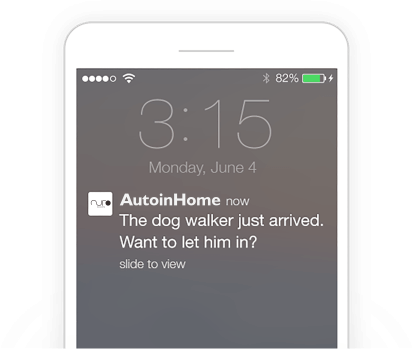 82%
3:15
Monday, June 4
nuro
AutoinHome now
The dog walker just arrived.
Want to let him in?
slide to view